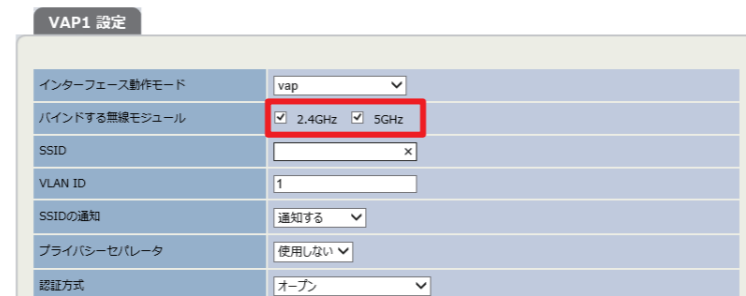 VAP1 設定
インターフェース動作モード vap
バインドする無線モジュール 2.4GHz 5GHz
SSID ×
VLAN ID 1
SSIDの通知 通知する
プライバシーセパレータ 使用しない
認証方式 オープン